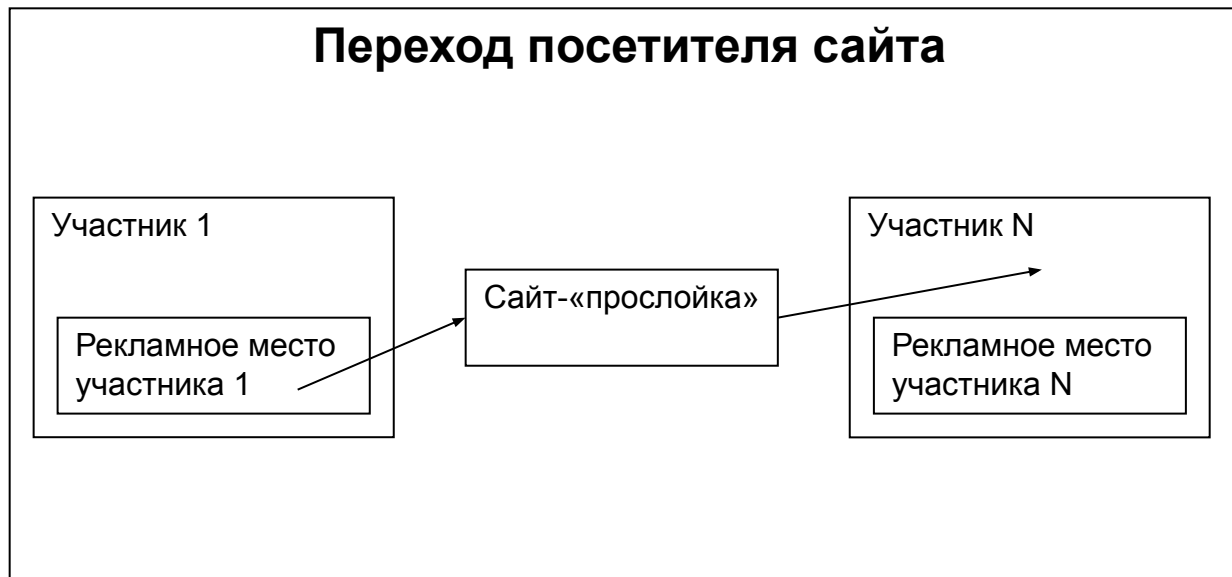 Переход посетителя сайта
Участник 1
Рекламное место
участника 1
Сайт-«прослойка»
Участник N
Рекламное место
участника N